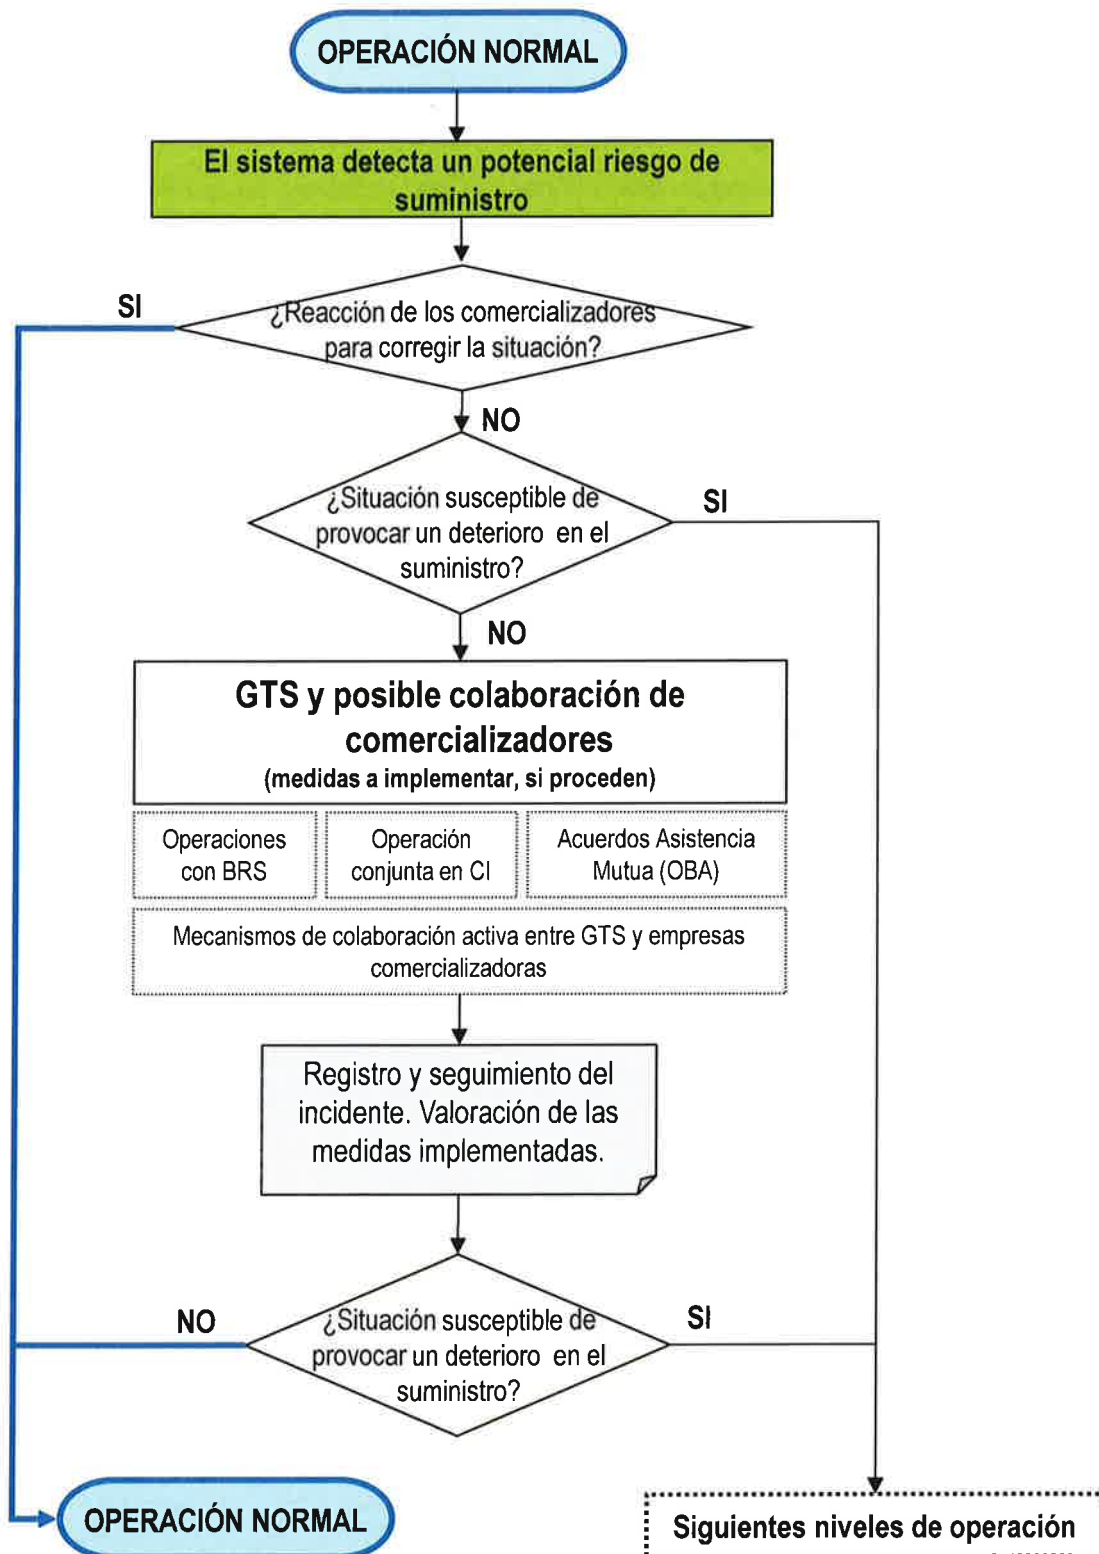 OPERACIÓN NORMAL
El sistema detecta un potencial riesgo de
suministro
SI
¿Reacción de los comercializadores
para corregir la situación?
NO
¿Situación susceptible de
provocar un deterioro en el
suministro?
SI
NO
GTS y posible colaboración de
comercializadores
(medidas a implementar, si proceden)
Operaciones
con BRS
Operación
conjunta en CI
Acuerdos Asistencia
Mutua (OBA)
Mecanismos de colaboración activa entre GTS y empresas
comercializadoras
Registro y seguimiento del
incidente. Valoración de las
medidas implementadas.
NO
¿Situación susceptible de
provocar un deterioro en el
suministro?
SI
OPERACIÓN NORMAL
Siguientes niveles de operación